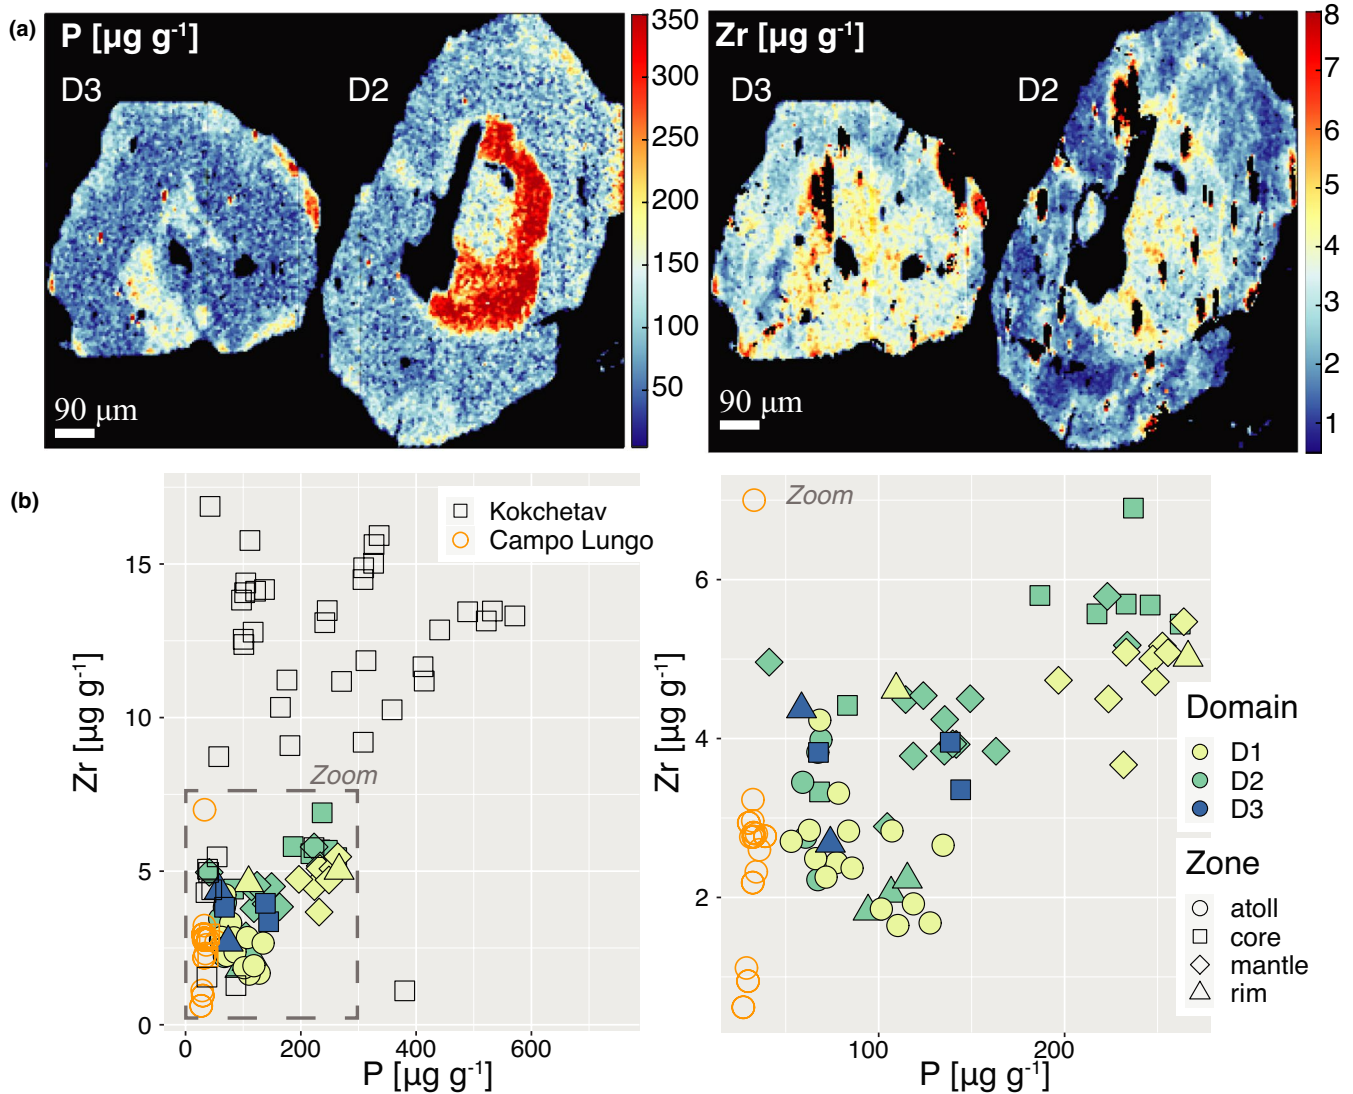 (a)
P [µg g-1]
D3
D2
90 µm
350
300
250
200
150
100
50
Zr [µg g-1]
D3
D2
90 µm
8
7
6
5
4
3
2
1
(b)
Kokchetav
Campo Lungo
Zoom
15
10
5
0
Zr [µg g-1]
0 200 400 600
P [µg g-1]
Zoom
6
4
2
Zr [µg g-1]
100 200
P [µg g-1]
Domain
D1
D2
D3
Zone
atoll
core
mantle
rim